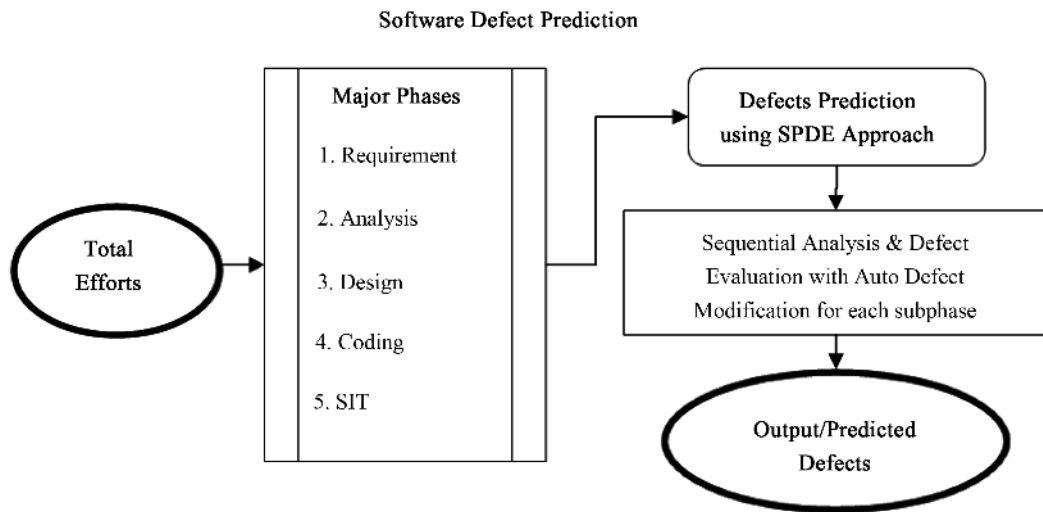 Software Defect Prediction
Total
Efforts
Major Phases
1. Requirement
2. Analysis
3. Design
4. Coding
5. SIT
Defects Prediction
using SPDE Approach
Sequential Analysis & Defect
Evaluation with Auto Defect
Modification for each subphase
Output/Predicted
Defects